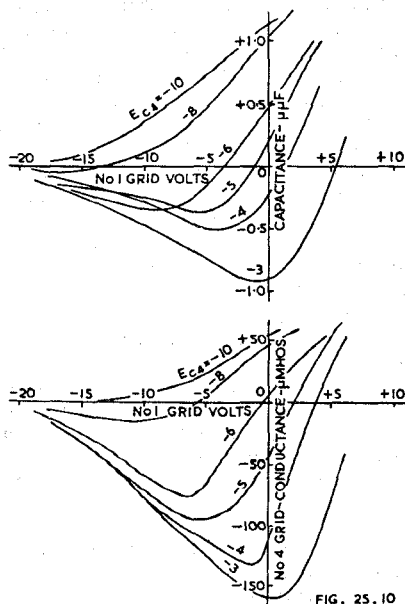 +1.0
E C4 = -10
-8
+0.5
-6
-20 -15 -10 -5 0 +5 +10
No 1 GRID VOLTS
-5
-4
-0.5
-3
-1.0
CAPACITANCE - μμF
+50
E C4 = -10
-8
-20 -15 -10 -5 0 +5 +10
No 1 GRID VOLTS
-6
-50
-5
-100
-4
-3
-150
No 4 GRID-CONDUCTANCE-μMHOS
FIG. 25.10